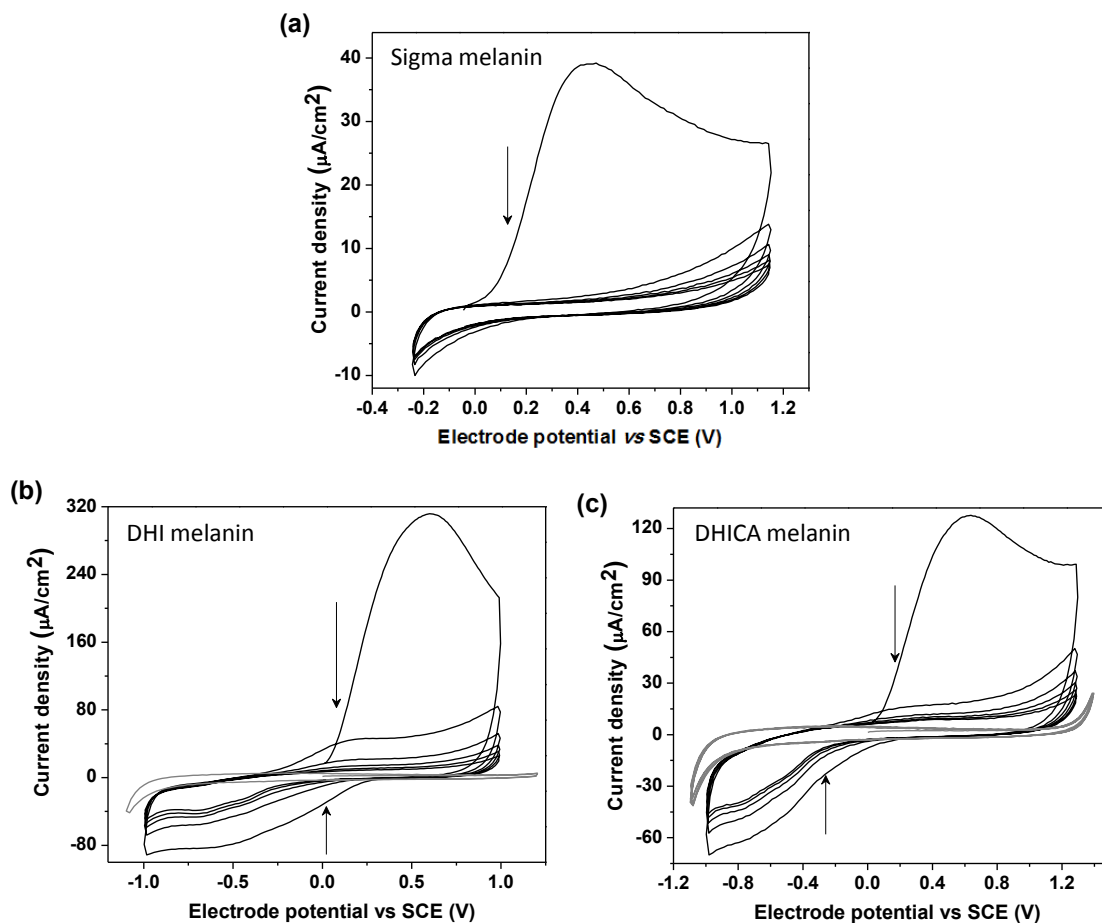 (a)
Sigma melanin
Current density (μA/cm²)
40
30
20
10
0
-10
-0.4 -0.2 0.0 0.2 0.4 0.6 0.8 1.0 1.2
Electrode potential vs SCE (V)
(b)
DHI melanin
Current density (μA/cm²)
320
240
160
80
0
-80
-1.0 -0.5 0.0 0.5 1.0
Electrode potential vs SCE (V)
(c)
DHICA melanin
Current density (μA/cm²)
120
90
60
30
0
-30
-60
-1.2 -0.8 -0.4 0.0 0.4 0.8 1.2
Electrode potential vs SCE (V)